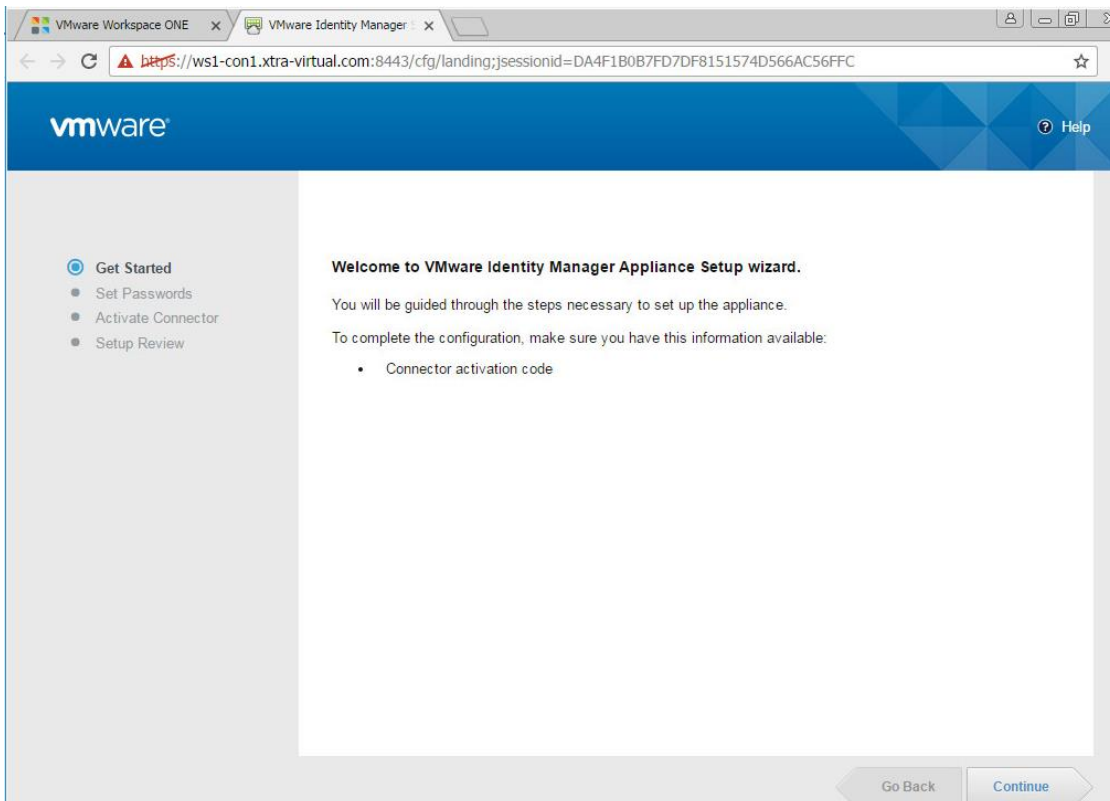 VMware Workspace ONE
VMware Identity Manager
https://ws1-con1.xtra-virtual.com:8443/cfg/landing;jsessionid=DA4F1B0B7FD7DF8151574D566AC56FFC
vmware
Help
Get Started
Set Passwords
Activate Connector
Setup Review
Welcome to VMware Identity Manager Appliance Setup wizard.
You will be guided through the steps necessary to set up the appliance.
To complete the configuration, make sure you have this information available:
• Connector activation code
Go Back
Continue